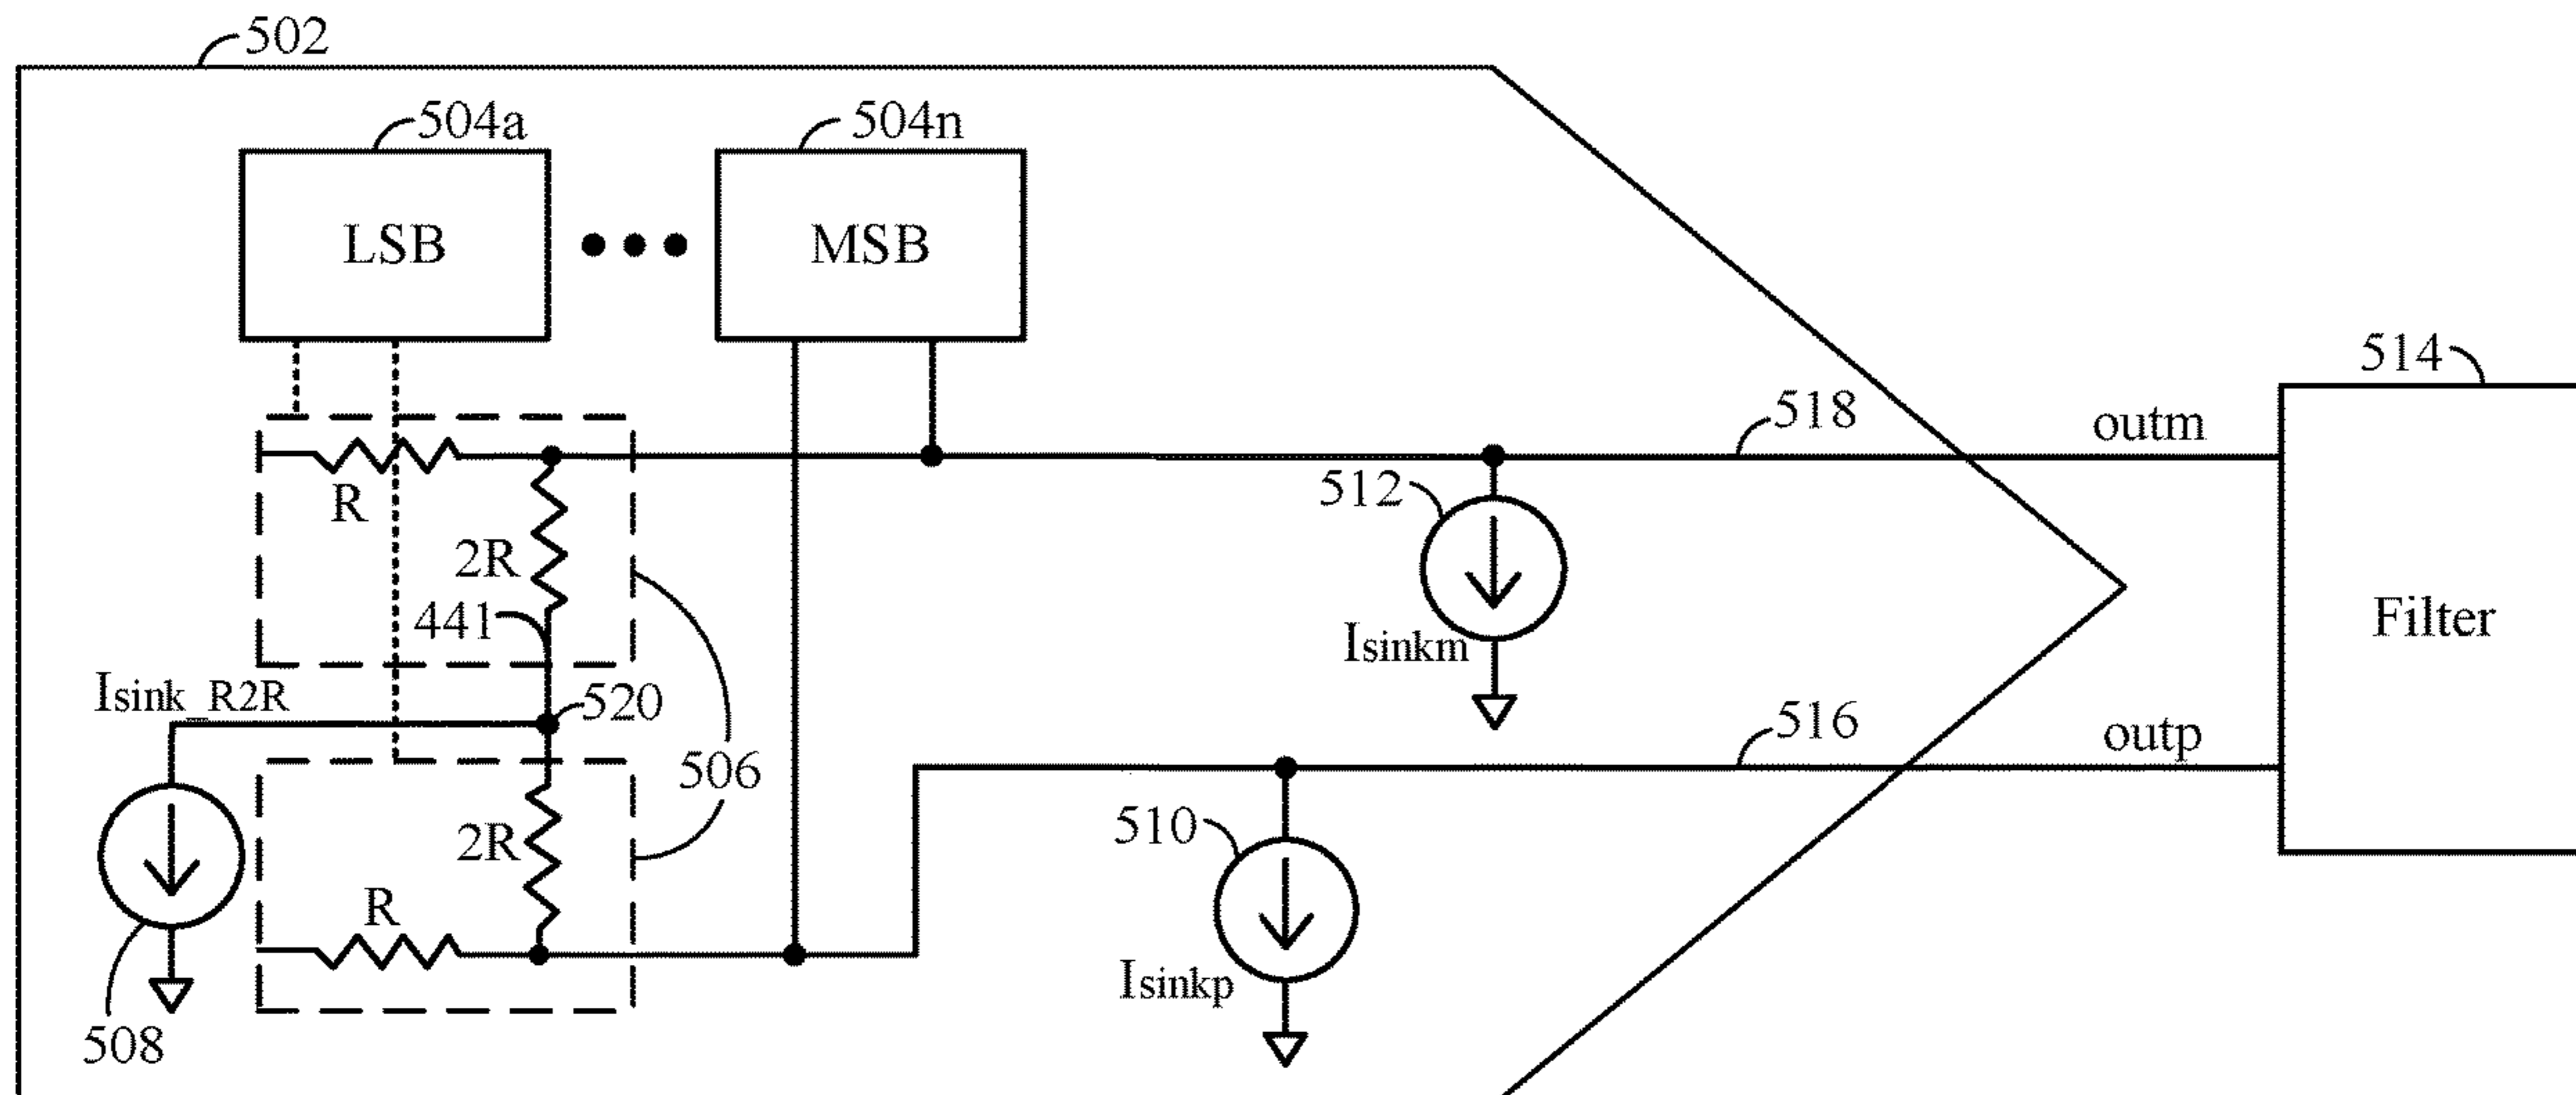 502
504a
504n
LSB
MSB
514
518
outm
512
R
2R
Filter
441
Isinkm
Isink_R2R
520
516
outp
506
510
2R
R
Isinkp
508